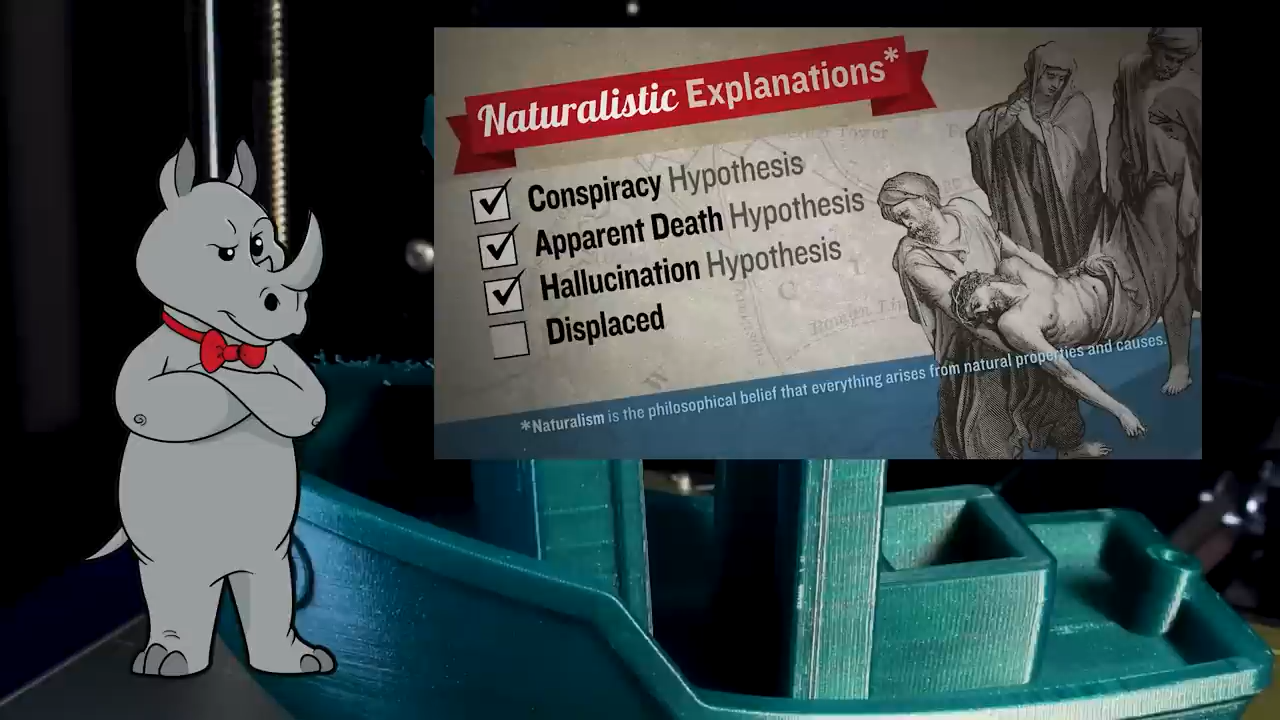 Naturalistic Explanations*
Conspiracy Hypothesis
Apparent Death Hypothesis
Hallucination Hypothesis
Displaced
*Naturalism is the philosophical belief that everything arises from natural properties and causes.